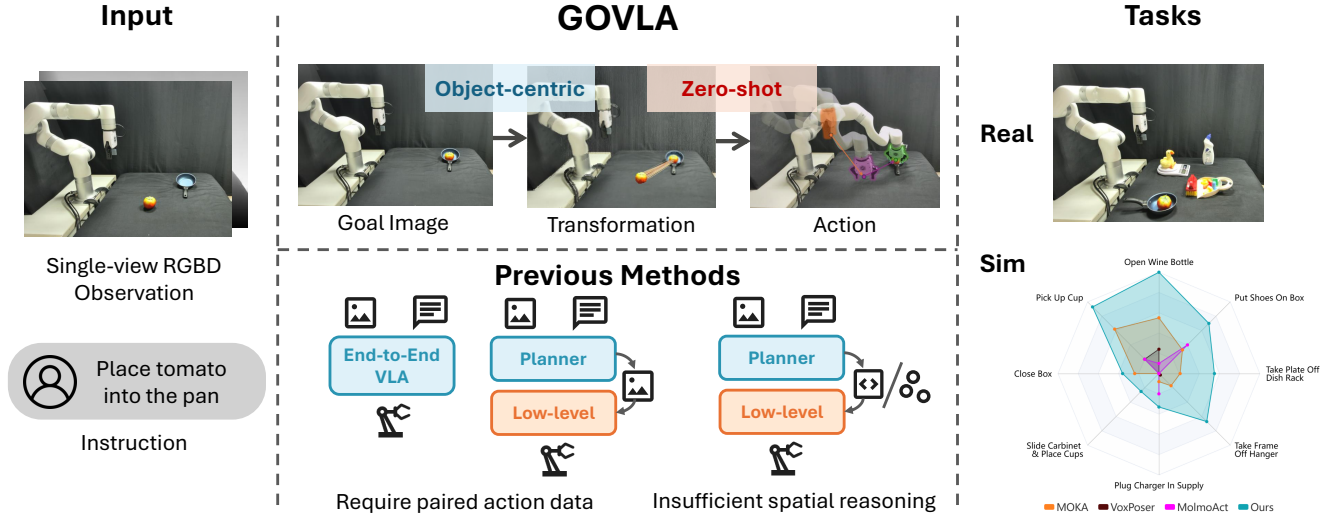 Input
Single-view RGBD
Observation
Place tomato
into the pan
Instruction
GOVLA
Object-centric
Zero-shot
Goal Image
Transformation
Action
Previous Methods
End-to-End
VLA
Planner
Low-level
Planner
Low-level
Require paired action data
Insufficient spatial reasoning
Tasks
Real
Sim
Open Wine Bottle
Pick Up Cup
Put Shoes On Box
Close Box
Take Plate Off
Dish Rack
Slide Carbinet
& Place Cups
Take Frame
Off Hanger
Plug Charger In Supply
MOKA
VoxPoser
MolmoAct
Ours